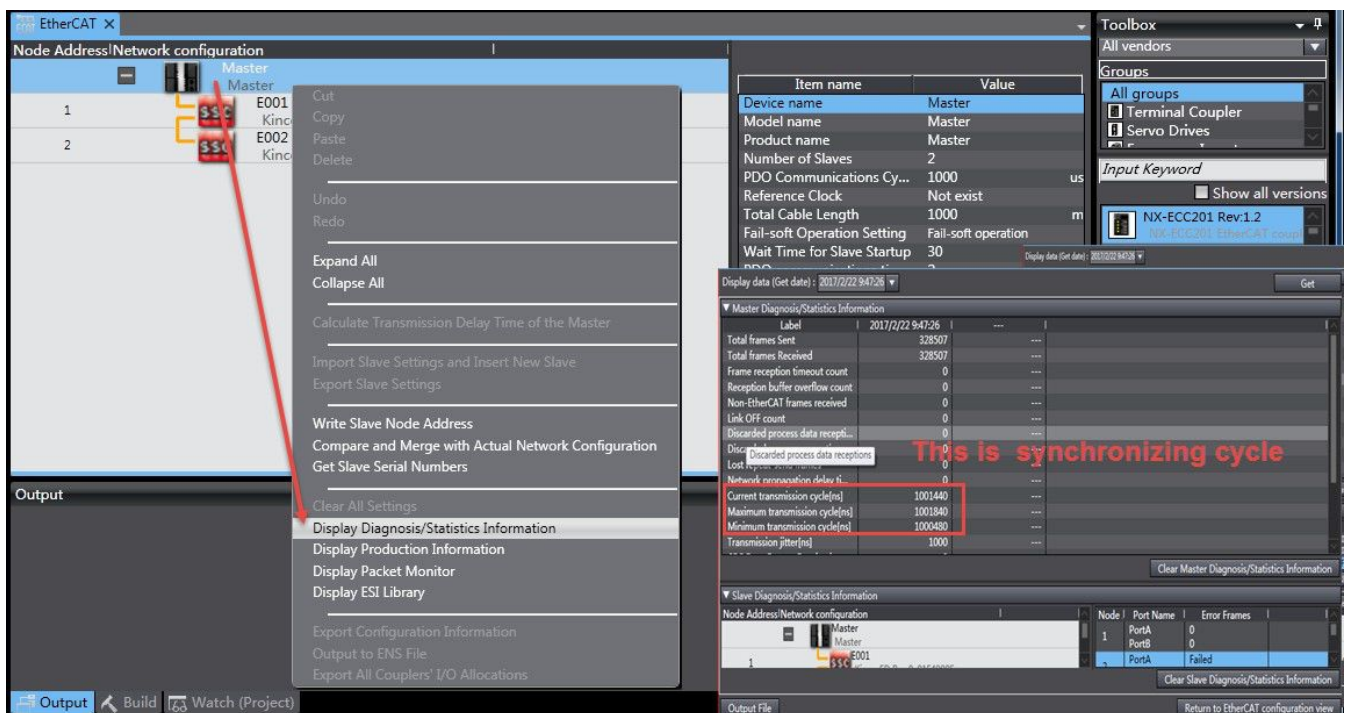 EtherCAT
Node Address Network configuration
Master
Master
1
E001
Kinc
2
E002
Kinc
Cut
Copy
Paste
Delete
Undo
Redo
Expand All
Collapse All
Calculate Transmission Delay Time of the Master
Import Slave Settings and Insert New Slave
Export Slave Settings
Write Slave Node Address
Compare and Merge with Actual Network Configuration
Get Slave Serial Numbers
Clear All Settings
Display Diagnosis/Statistics Information
Display Production Information
Display Packet Monitor
Display ESI Library
Export Configuration Information
Output to ENS File
Export All Couplers' I/O Allocations
Item name Value
Device name Master
Model name Master
Product name Master
Number of Slaves 2
PDO Communications Cy... 1000 us
Reference Clock Not exist
Total Cable Length 1000 m
Fail-soft Operation Setting Fail-soft operation
Wait Time for Slave Startup 30
Toolbox
All vendors
Groups
All groups
Terminal Coupler
Servo Drives
Input Keyword
Show all versions
NX-ECC201 Rev:1.2
NX-ECC201 EtherCAT coupl
Display data (Get date) : 2017/2/22 9:47:26
Display data (Get date) : 2017/2/22 9:47:26 Get
Master Diagnosis/Statistics Information
Label 2017/2/22 9:47:26 ---
Total frames Sent 328507 ---
Total frames Received 328507 ---
Frame reception timeout count 0 ---
Reception buffer overflow count 0 ---
Non-EtherCAT frames received 0 ---
Link OFF count 0 ---
Discarded process data recepti... 0 ---
Discarded process data receptions
This is synchronizing cycle
Lost repeat send frames 0 ---
Network propagation delay ti... 0 ---
Current transmission cycle[ns] 1001440 ---
Maximum transmission cycle[ns] 1001840 ---
Minimum transmission cycle[ns] 1000480 ---
Transmission jitter[ns] 1000 ---
Clear Master Diagnosis/Statistics Information
Slave Diagnosis/Statistics Information
Node Address Network configuration
Master
Master
1
E001
Node Port Name Error Frames
1 PortA 0
PortB 0
PortA Failed
Clear Slave Diagnosis/Statistics Information
Output File Return to EtherCAT configuration view
Output
Output Build Watch (Project)